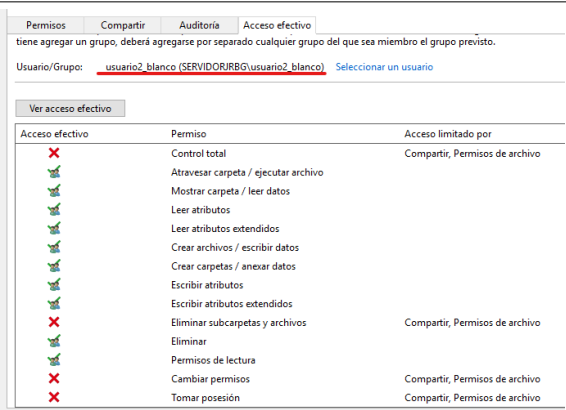 Permisos Compartir Auditoría Acceso efectivo
tiene agregar un grupo, deberá agregarse por separado cualquier grupo del que sea miembro el grupo previsto.
Usuario/Grupo: usuario2_blanco (SERVIDORJRBG\usuario2_blanco) Seleccionar un usuario
Ver acceso efectivo
Acceso efectivo Permiso Acceso limitado por
Control total Compartir, Permisos de archivo
Atravesar carpeta / ejecutar archivo
Mostrar carpeta / leer datos
Leer atributos
Leer atributos extendidos
Crear archivos / escribir datos
Crear carpetas / anexar datos
Escribir atributos
Escribir atributos extendidos
Eliminar subcarpetas y archivos Compartir, Permisos de archivo
Eliminar
Permisos de lectura
Cambiar permisos Compartir, Permisos de archivo
Tomar posesión Compartir, Permisos de archivo